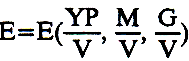 E=E(YP/V, M/V, G/V)